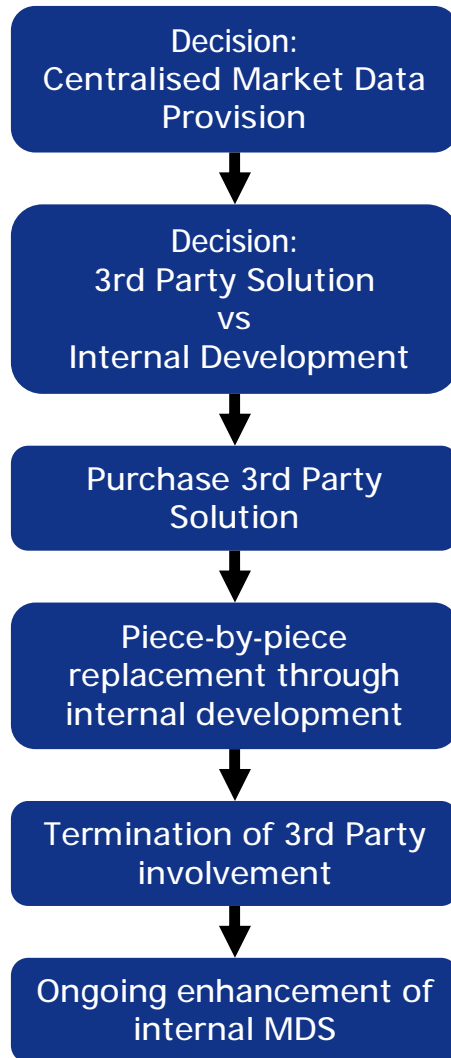 Decision:
Centralised Market Data
Provision
Decision:
3rd Party Solution
vs
Internal Development
Purchase 3rd Party
Solution
Piece-by-piece
replacement through
internal development
Termination of 3rd Party
involvement
Ongoing enhancement of
internal MDS